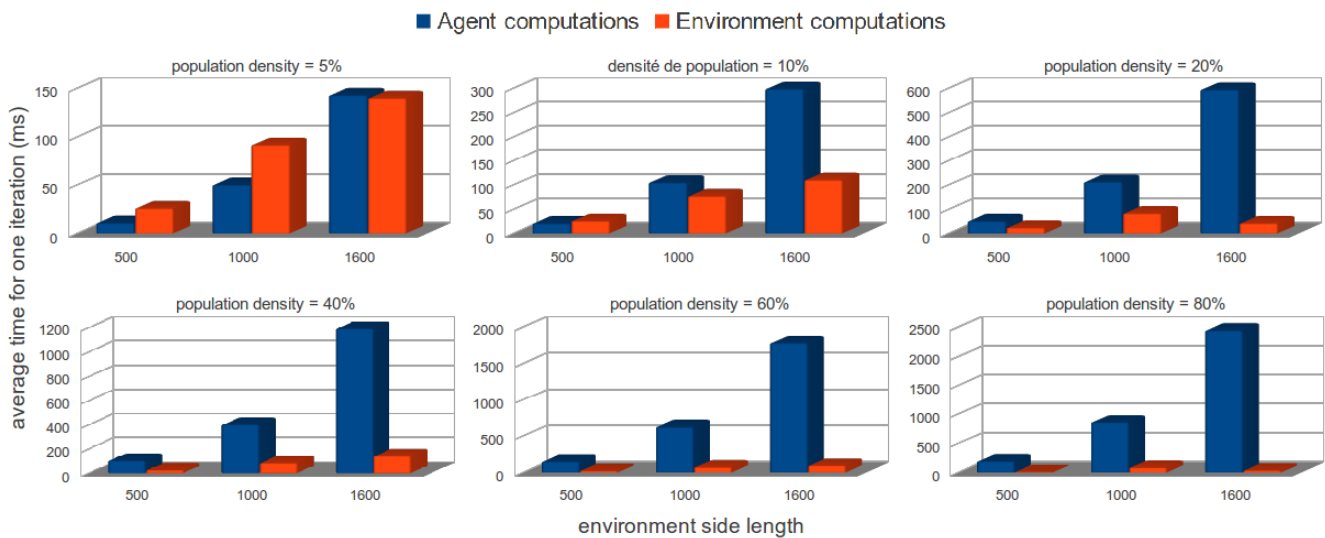 Agent computations Environment computations
population density = 5%
densité de population = 10%
population density = 20%
average time for one iteration (ms)
150
100
50
0
500 1000 1600
300
250
200
150
100
50
0
500 1000 1600
600
500
400
300
200
100
0
500 1000 1600
population density = 40%
population density = 60%
population density = 80%
1200
1000
800
600
400
200
0
500 1000 1600
2000
1500
1000
500
0
500 1000 1600
2500
2000
1500
1000
500
0
500 1000 1600
environment side length